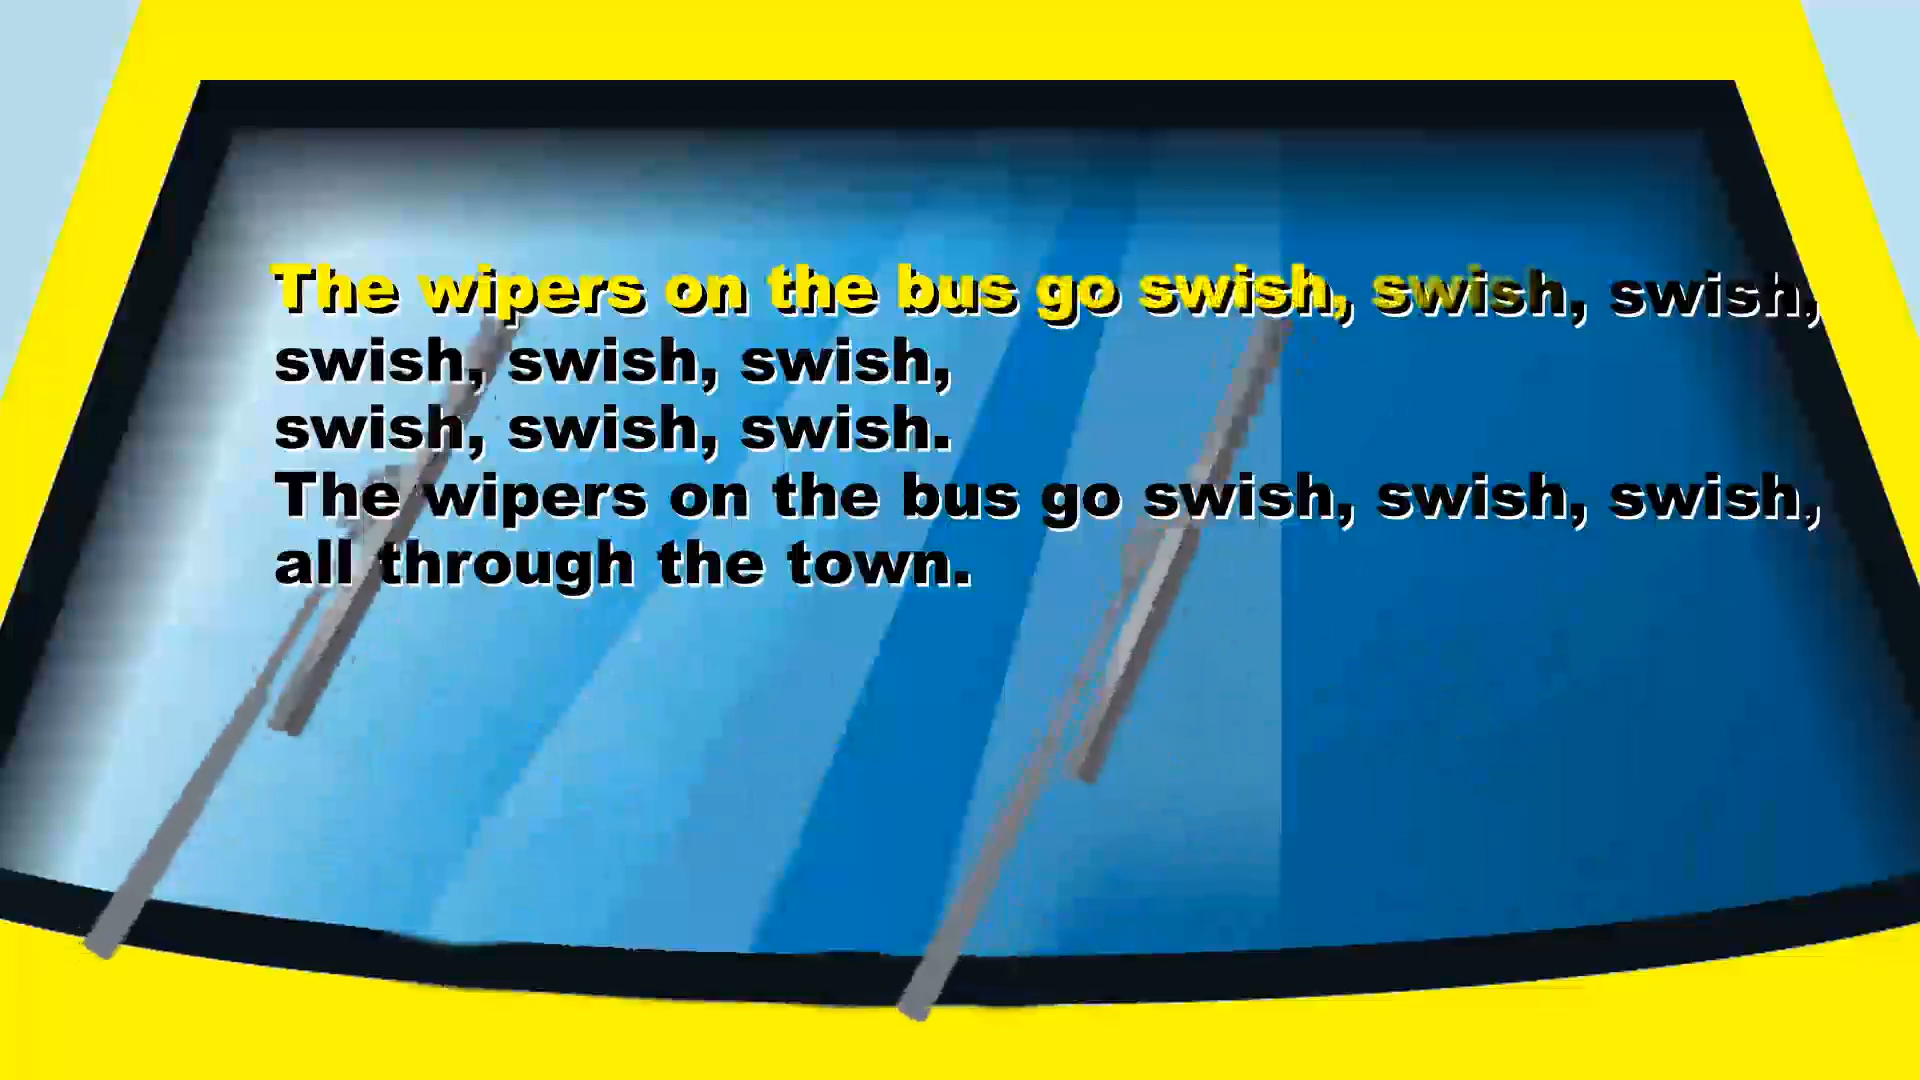 The wipers on the bus go swish, swish, swish,
swish, swish, swish,
swish, swish, swish.
The wipers on the bus go swish, swish, swish,
all through the town.